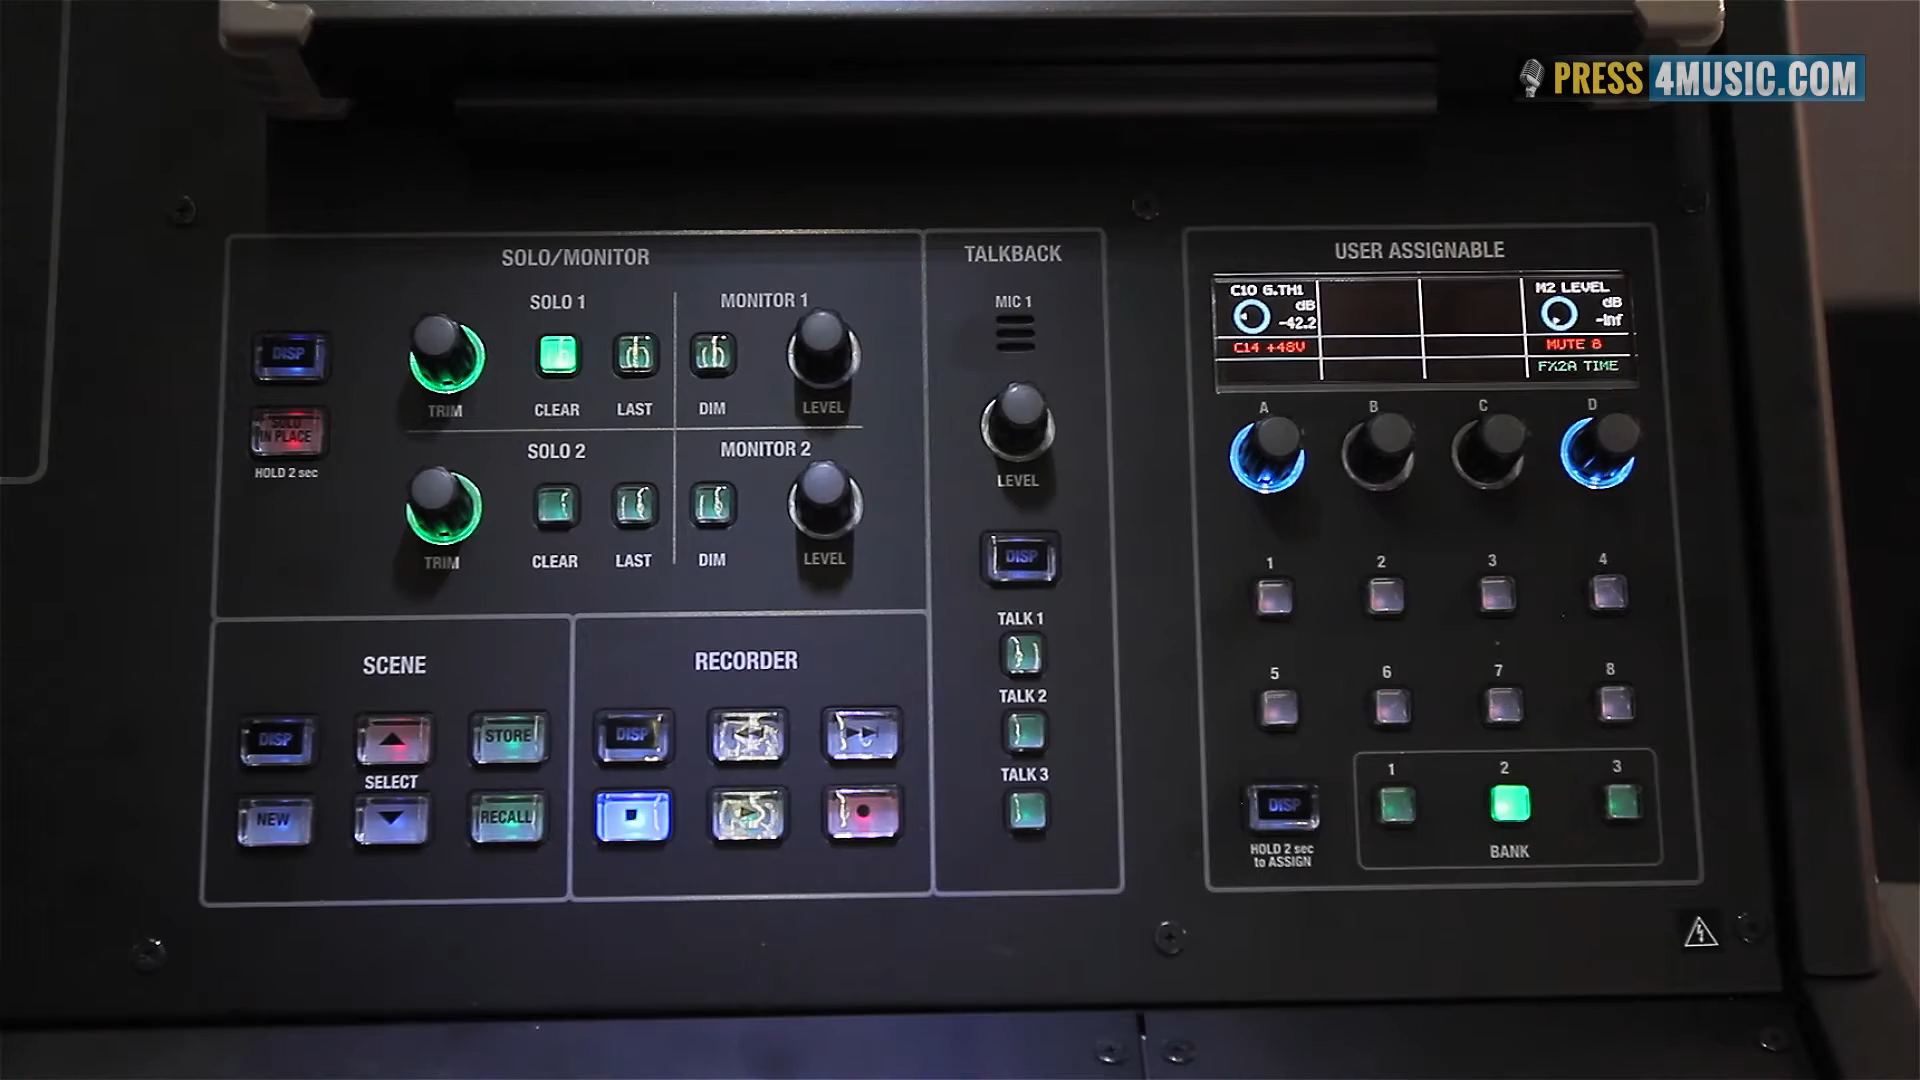 PRESS 4MUSIC.COM
SOLO/MONITOR
SOLO 1
MONITOR 1
DISP
TRIM
CLEAR
LAST
DIM
LEVEL
SOLO
IN PLACE
HOLD 2 sec
SOLO 2
MONITOR 2
TRIM
CLEAR
LAST
DIM
LEVEL
SCENE
DISP
STORE
SELECT
NEW
RECALL
RECORDER
DISP
TALKBACK
MIC 1
LEVEL
DISP
TALK 1
TALK 2
TALK 3
USER ASSIGNABLE
C10 G.TH1
dB
-42.2
C14 +48V
M2 LEVEL
dB
-inf
MUTE 8
FX2A TIME
A
B
C
D
1
2
3
4
5
6
7
8
DISP
HOLD 2 sec
to ASSIGN
1
2
3
BANK